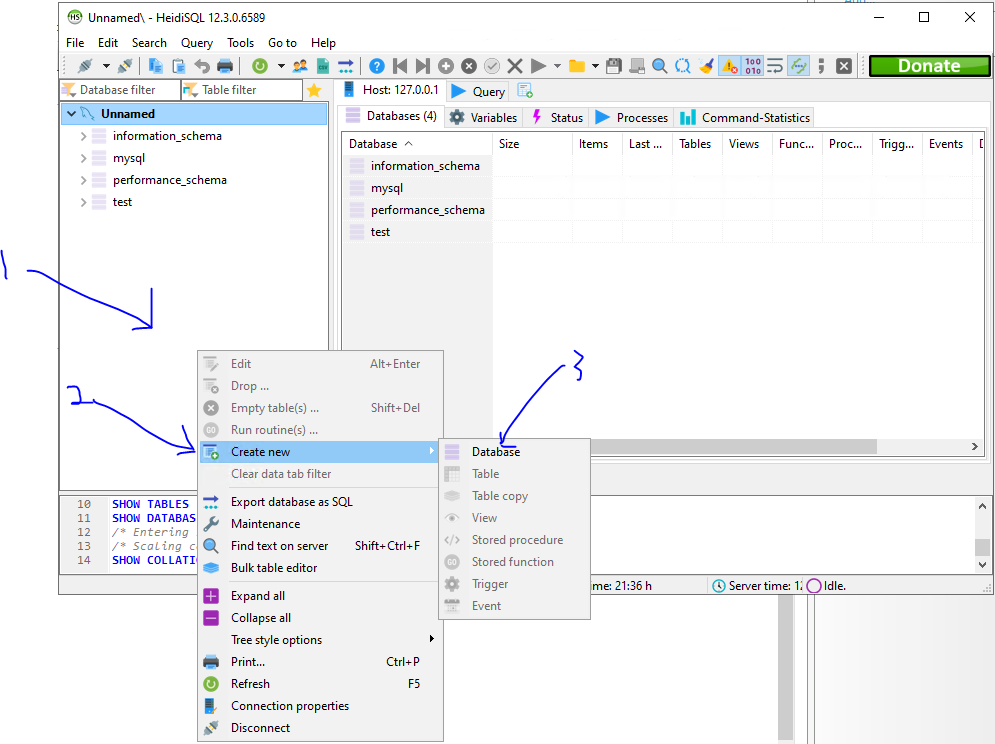 Unnamed\ - HeidiSQL 12.3.0.6589
File Edit Search Query Tools Go to Help
Donate
Database filter Table filter Host: 127.0.0.1 Query
Unnamed
information_schema
mysql
performance_schema
test
Databases (4) Variables Status Processes Command-Statistics
Database Size Items Last ... Tables Views Func... Proc... Trigg... Events
information_schema
mysql
performance_schema
test
1
2
3
Edit Alt+Enter
Drop ...
Empty table(s) ... Shift+Del
Run routine(s) ...
Create new
Clear data tab filter
Export database as SQL
Maintenance
Find text on server Shift+Ctrl+F
Bulk table editor
Expand all
Collapse all
Tree style options
Print... Ctrl+P
Refresh F5
Connection properties
Disconnect
Database
Table
Table copy
View
Stored procedure
Stored function
Trigger
Event
10 SHOW TABLES
11 SHOW DATABAS
12 /* Entering
13 /* Scaling c
14 SHOW COLLATI
ime: 21:36 h Server time: 12 Idle.